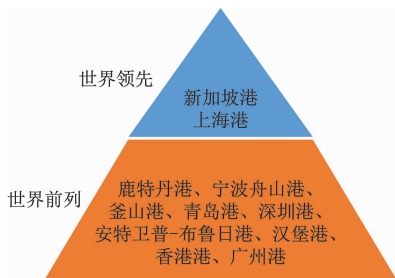 世界领先
新加坡港
上海港
世界前列
鹿特丹港、宁波舟山港、
釜山港、青岛港、深圳港、
安特卫普-布鲁日港、汉堡港、
香港港、广州港